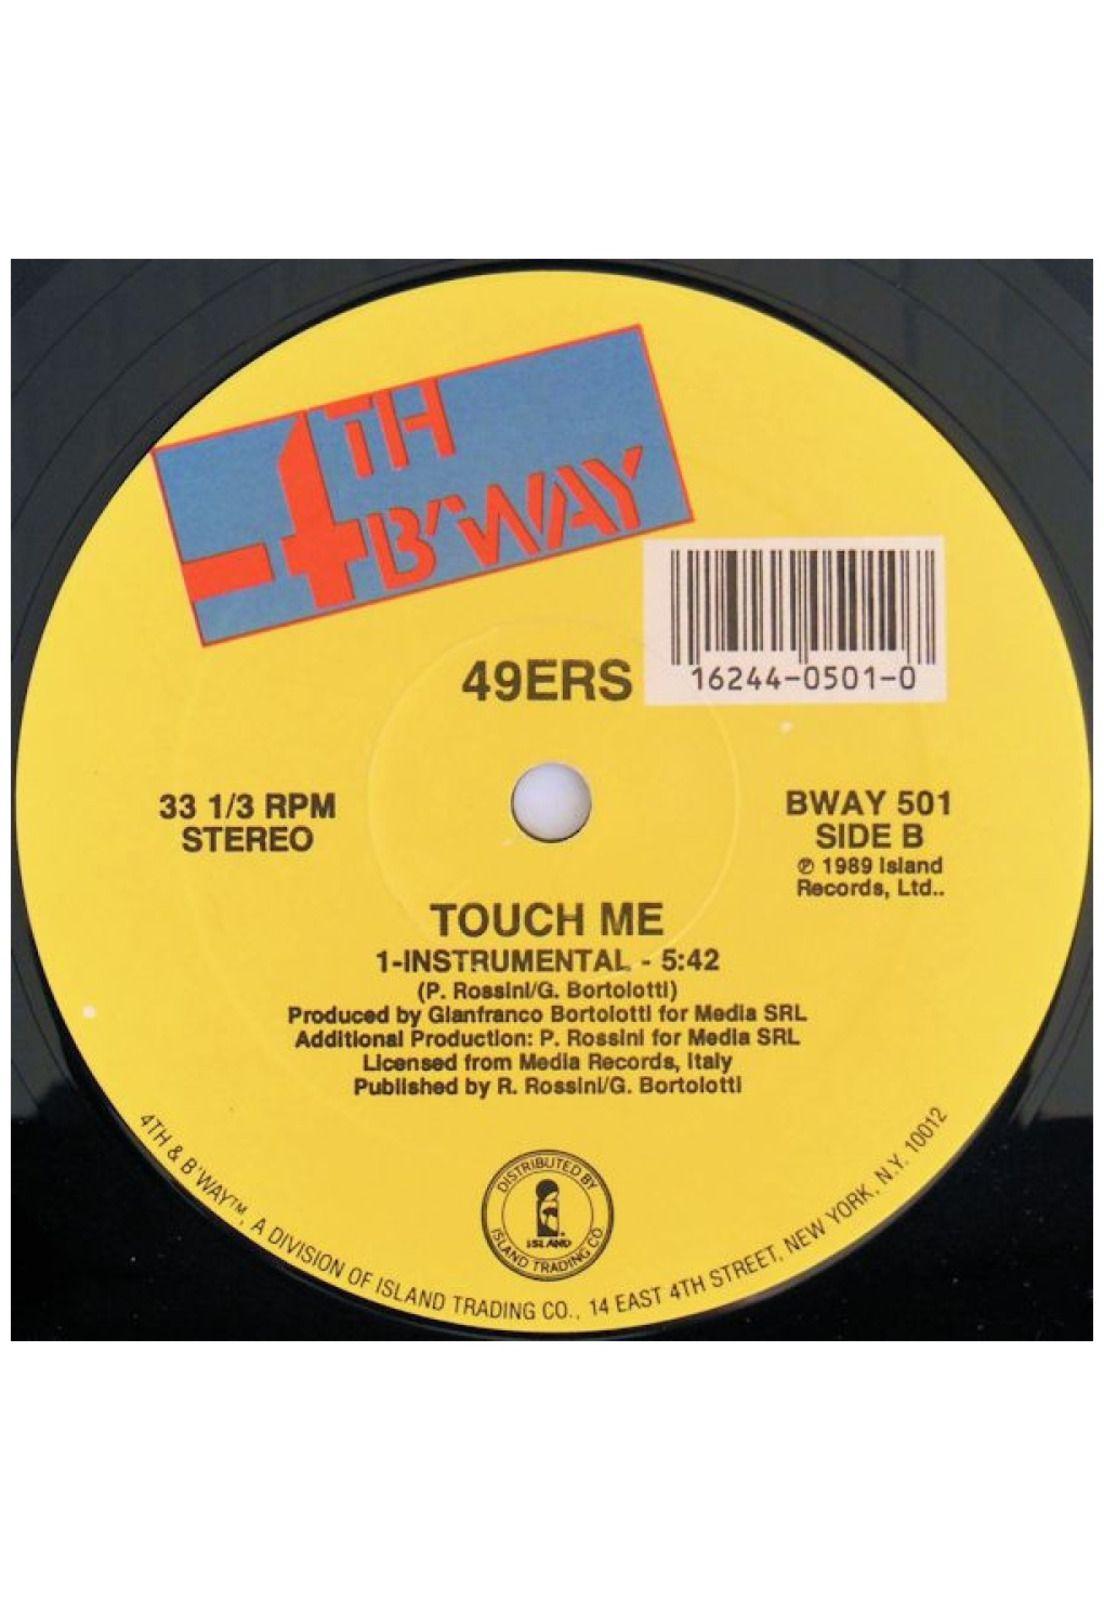 4TH
B'WAY
49ERS
16244-0501-0
33 1/3 RPM
STEREO
BWAY 501
SIDE B
℗ 1989 Island
Records, Ltd..
TOUCH ME
1-INSTRUMENTAL - 5:42
(P. Rossini/G. Bortolotti)
Produced by Gianfranco Bortolotti for Media SRL
Additional Production: P. Rossini for Media SRL
Licensed from Media Records, Italy
Published by R. Rossini/G. Bortolotti
DISTRIBUTED BY
ISLAND
ISLAND TRADING CO
4TH & B'WAY™, A DIVISION OF ISLAND TRADING CO., 14 EAST 4TH STREET, NEW YORK, N.Y. 10012